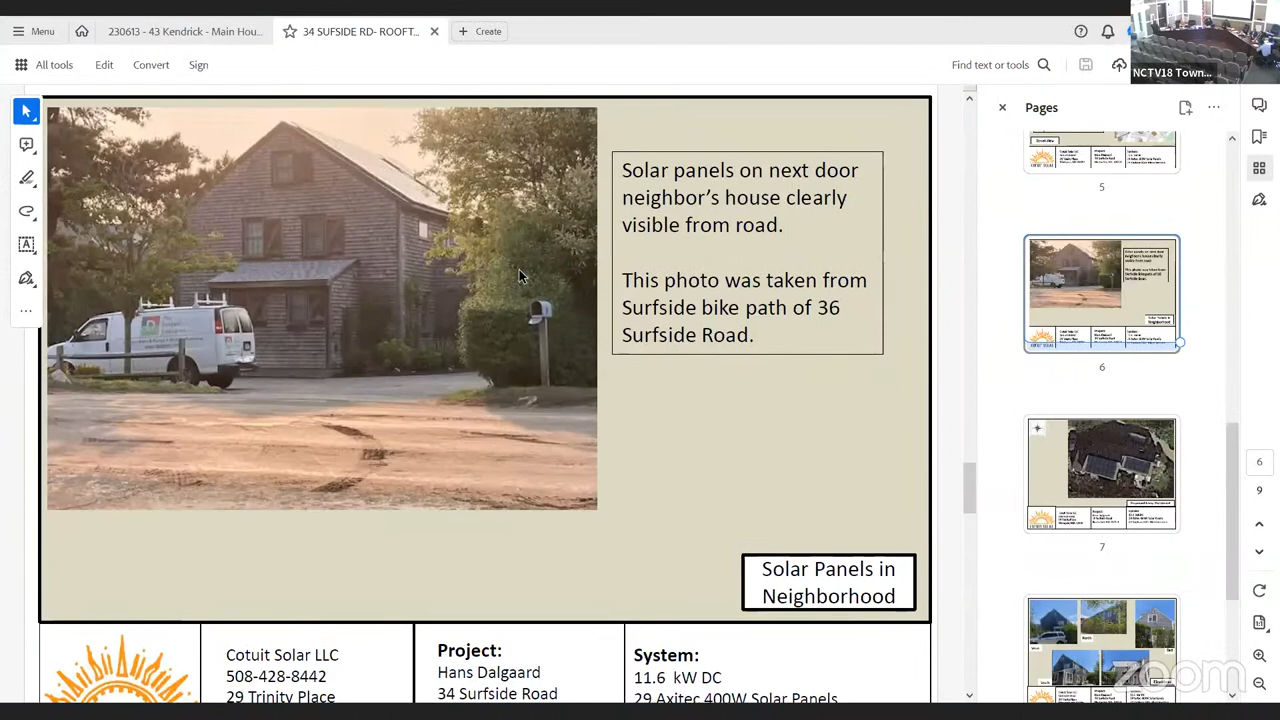 Menu
230613 - 43 Kendrick - Main Hou...
34 SUFSIDE RD- ROOFT...
Create
NCTV18 Town...
All tools
Edit
Convert
Sign
Find text or tools
Pages
Solar panels on next door
neighbor's house clearly
visible from road.
This photo was taken from
Surfside bike path of 36
Surfside Road.
Solar Panels in
Neighborhood
Cotuit Solar LLC
508-428-8442
29 Trinity Place
Project:
Hans Dalgaard
34 Surfside Road
System:
11.6 kW DC
29 Axitec 400W Solar Panels
5
6
7
6
9
zoom